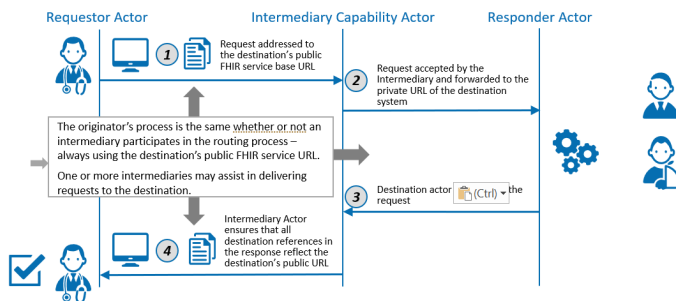 Requestor Actor
Intermediary Capability Actor
Responder Actor
1
Request addressed to
the destination's public
FHIR service base URL
2
Request accepted by the
Intermediary and forwarded to the
private URL of the destination
system
The originator's process is the same whether or not an
intermediary participates in the routing process –
always using the destination's public FHIR service URL.
One or more intermediaries may assist in delivering
requests to the destination.
3
Destination actor (Ctrl) the
request
4
Intermediary Actor
ensures that all
destination references in
the response reflect the
destination's public URL